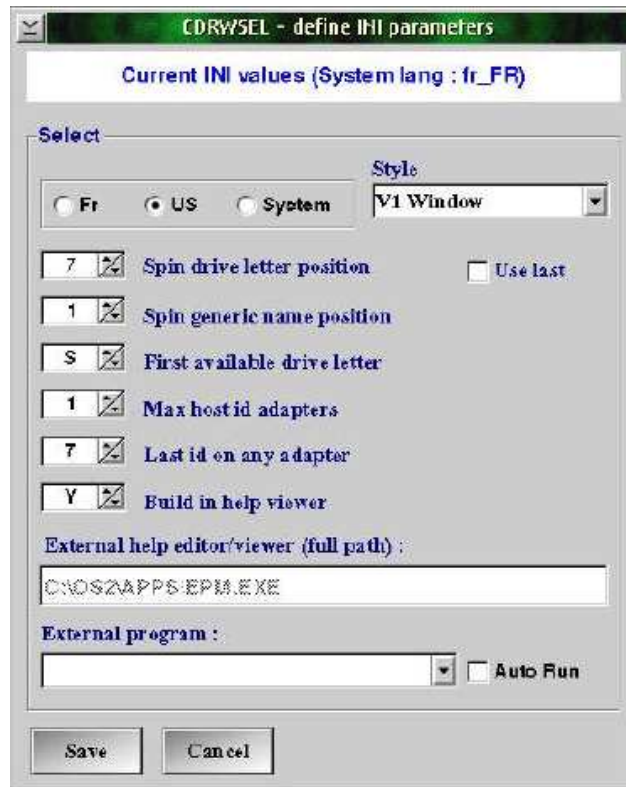 CDRWSEL - define INI parameters
Current INI values (System lang : fr_FR)
Select
Style
Fr US System V1 Window
7 Spin drive letter position Use last
1 Spin generic name position
S First available drive letter
1 Max host id adapters
7 Last id on any adapter
Y Build in help viewer
External help editor/viewer (full path) :
C:\OS2\APPS\EPM.EXE
External program :
Auto Run
Save Cancel